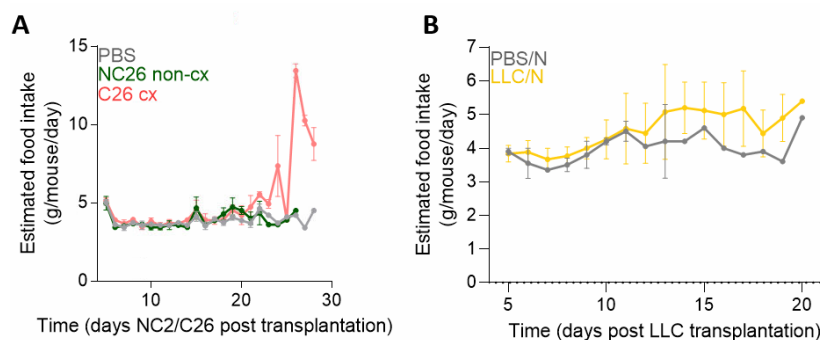 A
PBS
NC26 non-cx
C26 cx
Estimated food intake
(g/mouse/day)
15
10
5
0
10
20
30
Time (days NC2/C26 post transplantation)
B
PBS/N
LLC/N
Estimated food intake
(g/mouse/day)
7
6
5
4
3
2
1
0
5
10
15
20
Time (days post LLC transplantation)